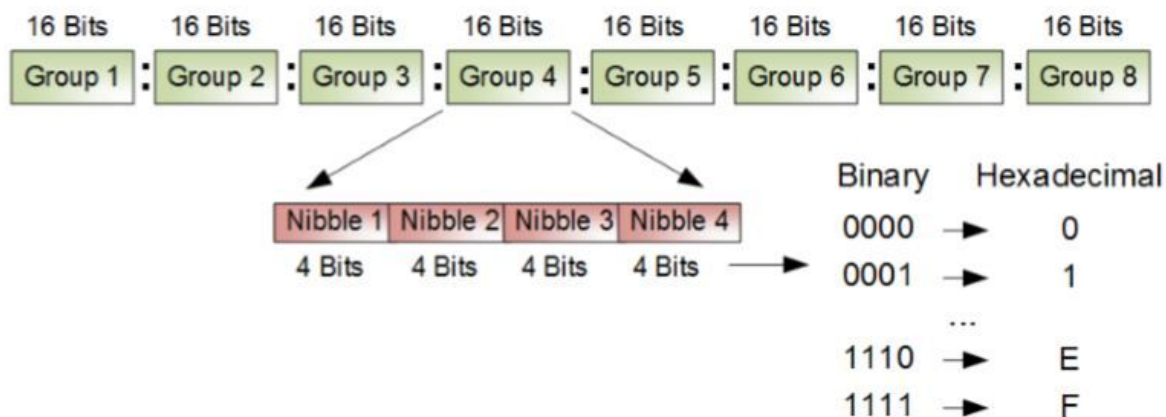 16 Bits 16 Bits 16 Bits 16 Bits 16 Bits 16 Bits 16 Bits 16 Bits
Group 1 : Group 2 : Group 3 : Group 4 : Group 5 : Group 6 : Group 7 : Group 8
Binary Hexadecimal
Nibble 1 Nibble 2 Nibble 3 Nibble 4
4 Bits 4 Bits 4 Bits 4 Bits
0000 0
0001 1
...
1110 E
1111 F